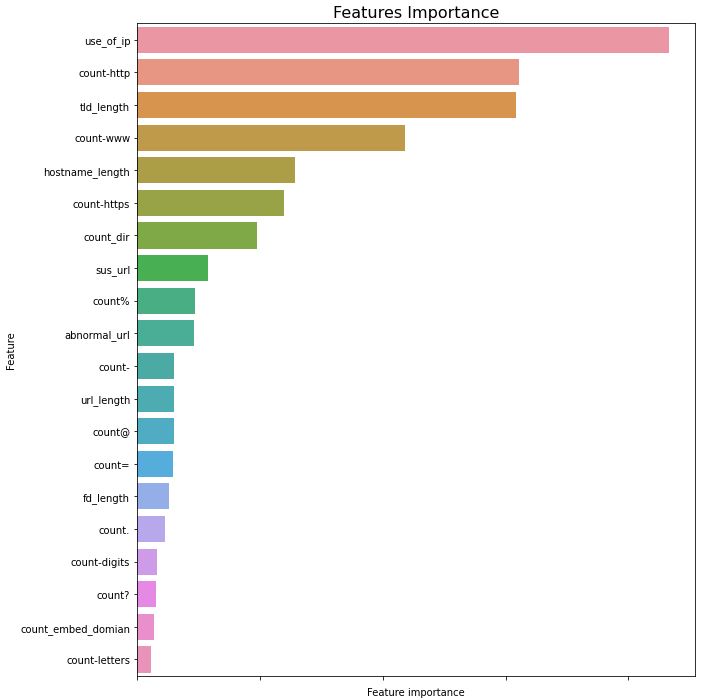 Features Importance
use_of_ip
count-http
tld_length
count-www
hostname_length
count-https
count_dir
sus_url
count%
abnormal_url
count-
url_length
count@
count=
fd_length
count.
count-digits
count?
count_embed_domian
count-letters
Feature
Feature importance